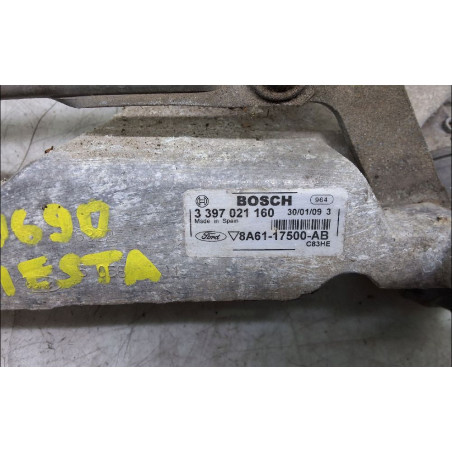 BOSCH
964
3 397 021 160
30/01/09 3
Made in Spain
Ford
8A61-17500-AB
C83HE
690
IESTA